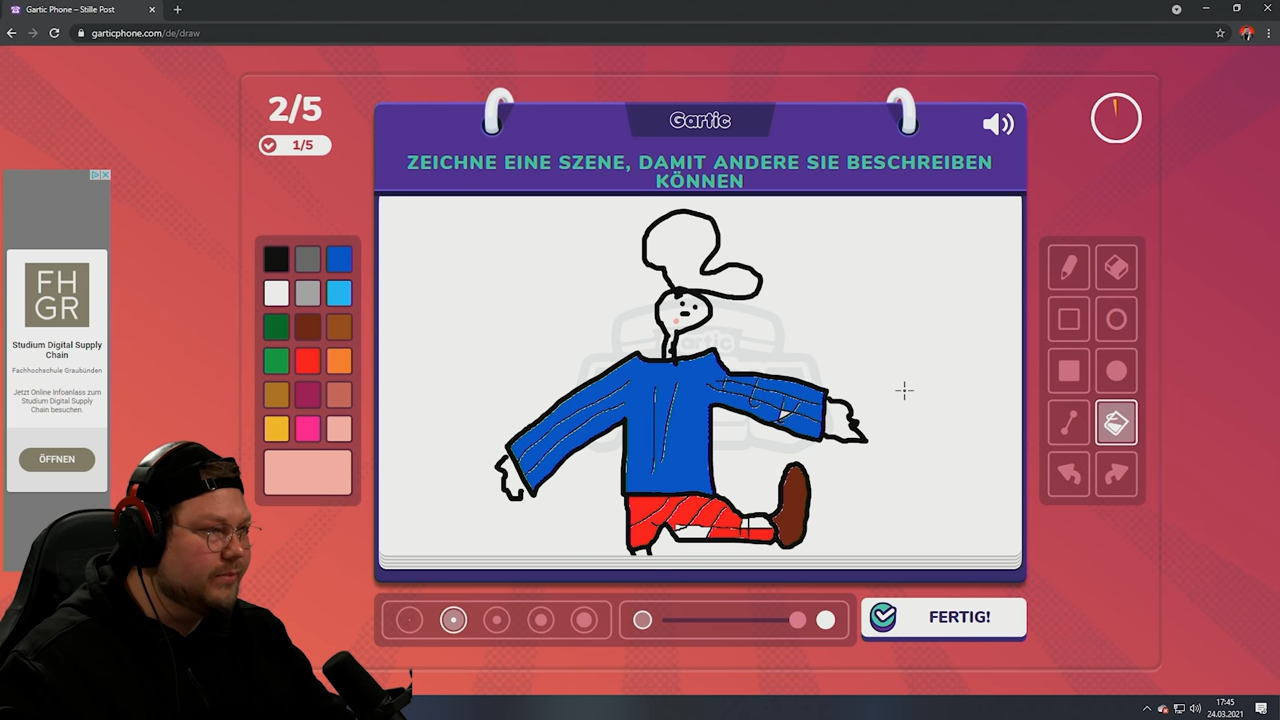 Gartic Phone – Stille Post
garticphone.com/de/draw
2/5
1/5
Gartic
ZEICHNE EINE SZENE, DAMIT ANDERE SIE BESCHREIBEN
KÖNNEN
Gartic
FH
GR
Studium Digital Supply
Chain
Fachhochschule Graubünden
Jetzt Online Infoanlass zum
Studium Digital Supply
Chain besuchen.
ÖFFNEN
FERTIG!
17:45
24.03.2021